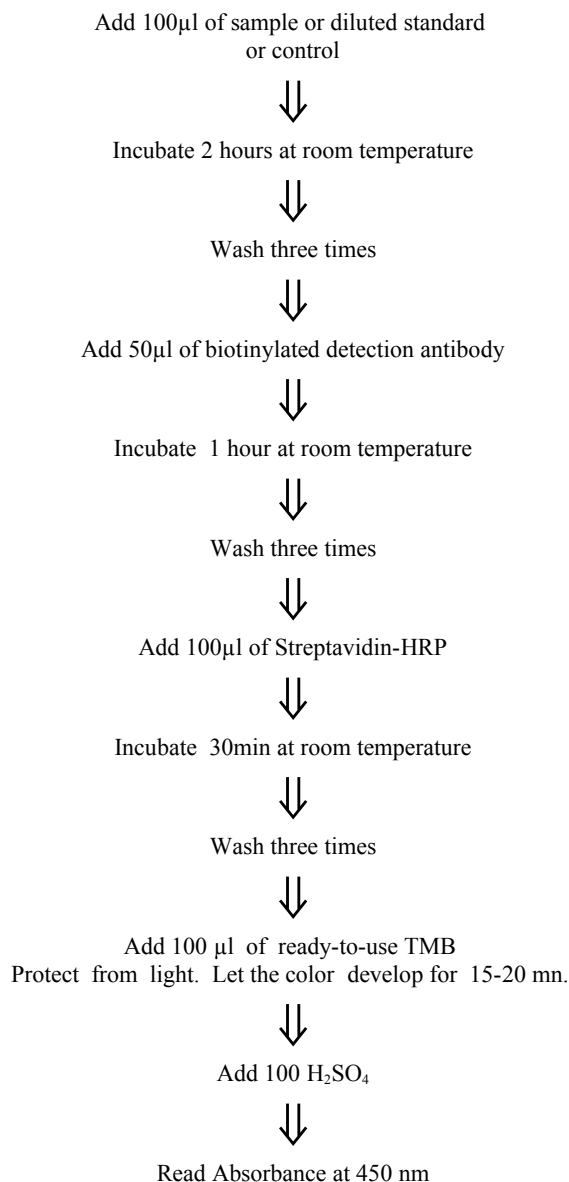 Add 100µl of sample or diluted standard
or control
Incubate 2 hours at room temperature
Wash three times
Add 50µl of biotinylated detection antibody
Incubate 1 hour at room temperature
Wash three times
Add 100µl of Streptavidin-HRP
Incubate 30min at room temperature
Wash three times
Add 100 µl of ready-to-use TMB
Protect from light. Let the color develop for 15-20 mn.
Add 100 H₂SO₄
Read Absorbance at 450 nm